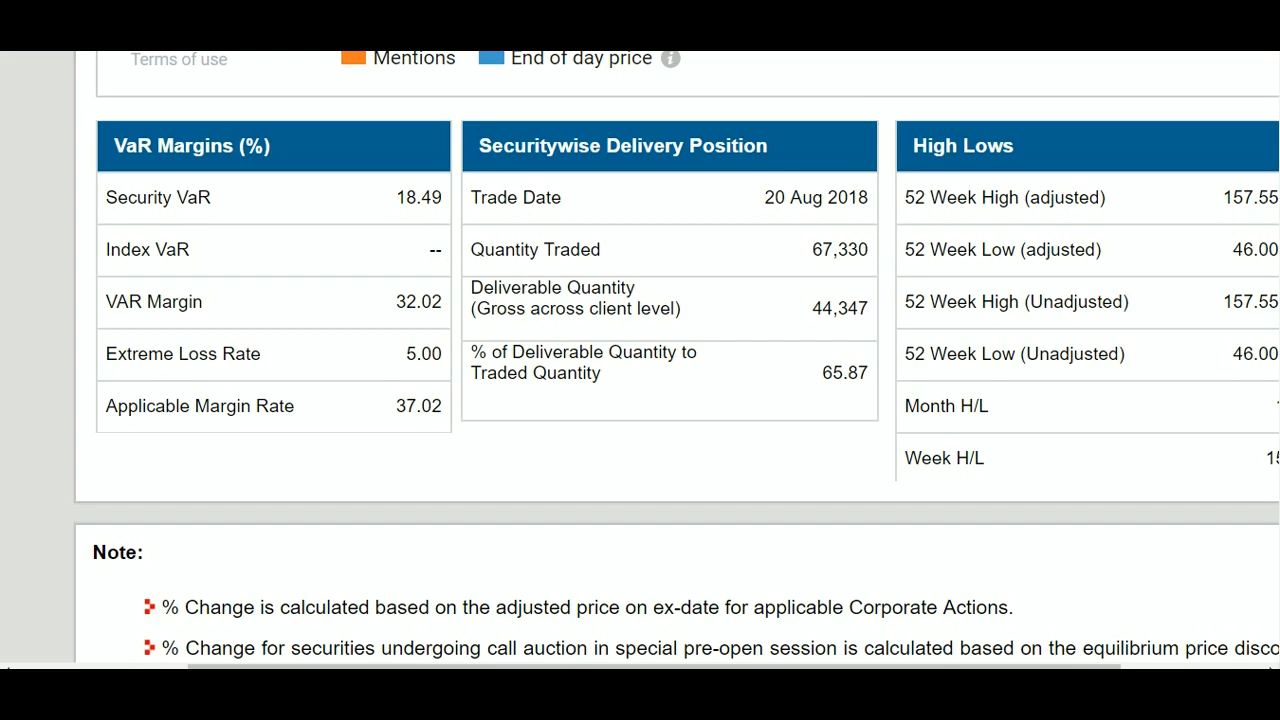 Terms of use
Mentions
End of day price
VaR Margins (%)
Security VaR 18.49
Index VaR --
VAR Margin 32.02
Extreme Loss Rate 5.00
Applicable Margin Rate 37.02
Securitywise Delivery Position
Trade Date 20 Aug 2018
Quantity Traded 67,330
Deliverable Quantity
(Gross across client level) 44,347
% of Deliverable Quantity to
Traded Quantity 65.87
High Lows
52 Week High (adjusted) 157.55
52 Week Low (adjusted) 46.00
52 Week High (Unadjusted) 157.55
52 Week Low (Unadjusted) 46.00
Month H/L
Week H/L
Note:
% Change is calculated based on the adjusted price on ex-date for applicable Corporate Actions.
% Change for securities undergoing call auction in special pre-open session is calculated based on the equilibrium price